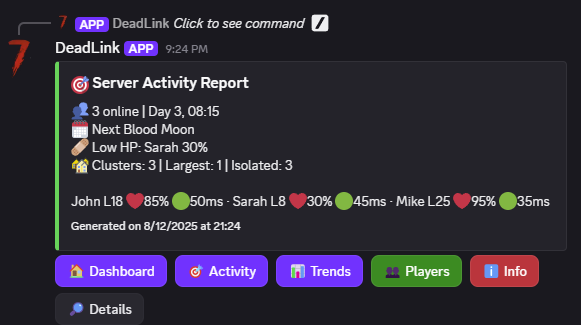 7 APP DeadLink Click to see command /
7
DeadLink APP 9:24 PM
Server Activity Report
3 online | Day 3, 08:15
Next Blood Moon
Low HP: Sarah 30%
Clusters: 3 | Largest: 1 | Isolated: 3
John L18 ❤️85% 🟢50ms · Sarah L8 ❤️30% 🟢45ms · Mike L25 ❤️95% 🟢35ms
Generated on 8/12/2025 at 21:24
Dashboard Activity Trends Players Info
Details